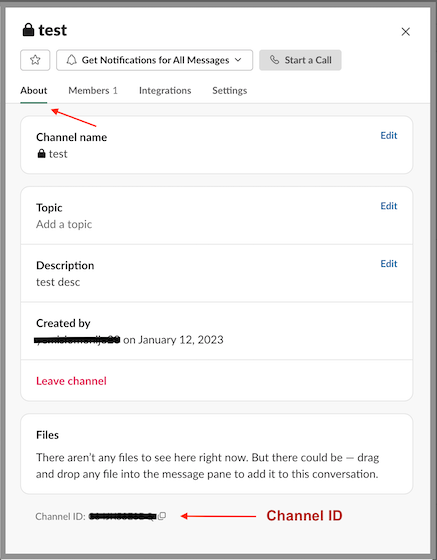 test
Get Notifications for All Messages
Start a Call
About
Members 1
Integrations
Settings
Channel name
Edit
test
Topic
Edit
Add a topic
Description
Edit
test desc
Created by
on January 12, 2023
Leave channel
Files
There aren't any files to see here right now. But there could be — drag
and drop any file into the message pane to add it to this conversation.
Channel ID:
Channel ID